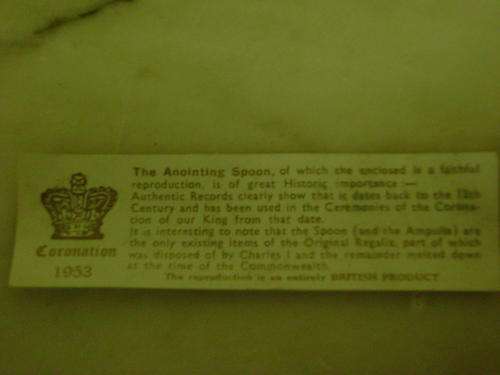 The Anointing Spoon, of which the enclosed is a faithful
reproduction, is of great Historic importance :—
Authentic Records clearly show that it dates back to the 12th
Century and has been used in the Ceremonies of the Corona-
tion of our King from that date.
It is interesting to note that the Spoon (and the Ampulla) are
the only existing items of the Original Regalia, part of which
was disposed of by Charles I and the remainder melted down
at the time of the Commonwealth.
The reproduction is an entirely BRITISH PRODUCT
Coronation
1953